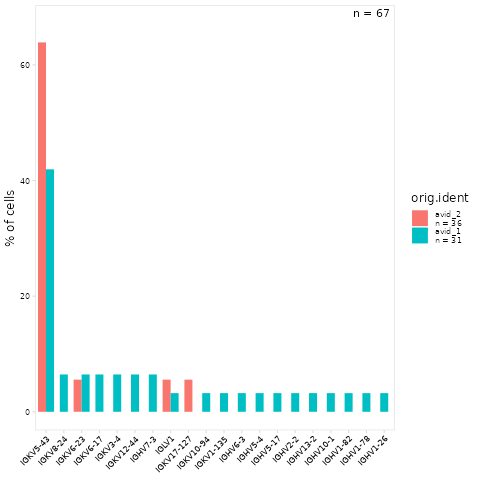 n = 67
% of cells
60
40
20
0
IGKV5-43
IGKV8-24
IGKV6-23
IGKV6-17
IGKV3-4
IGKV12-44
IGHV7-3
IGLV1
IGKV17-127
IGKV10-94
IGKV1-135
IGHV6-3
IGHV5-4
IGHV5-17
IGHV2-2
IGHV13-2
IGHV10-1
IGHV1-82
IGHV1-78
IGHV1-26
orig.ident
avid_2
n = 36
avid_1
n = 31